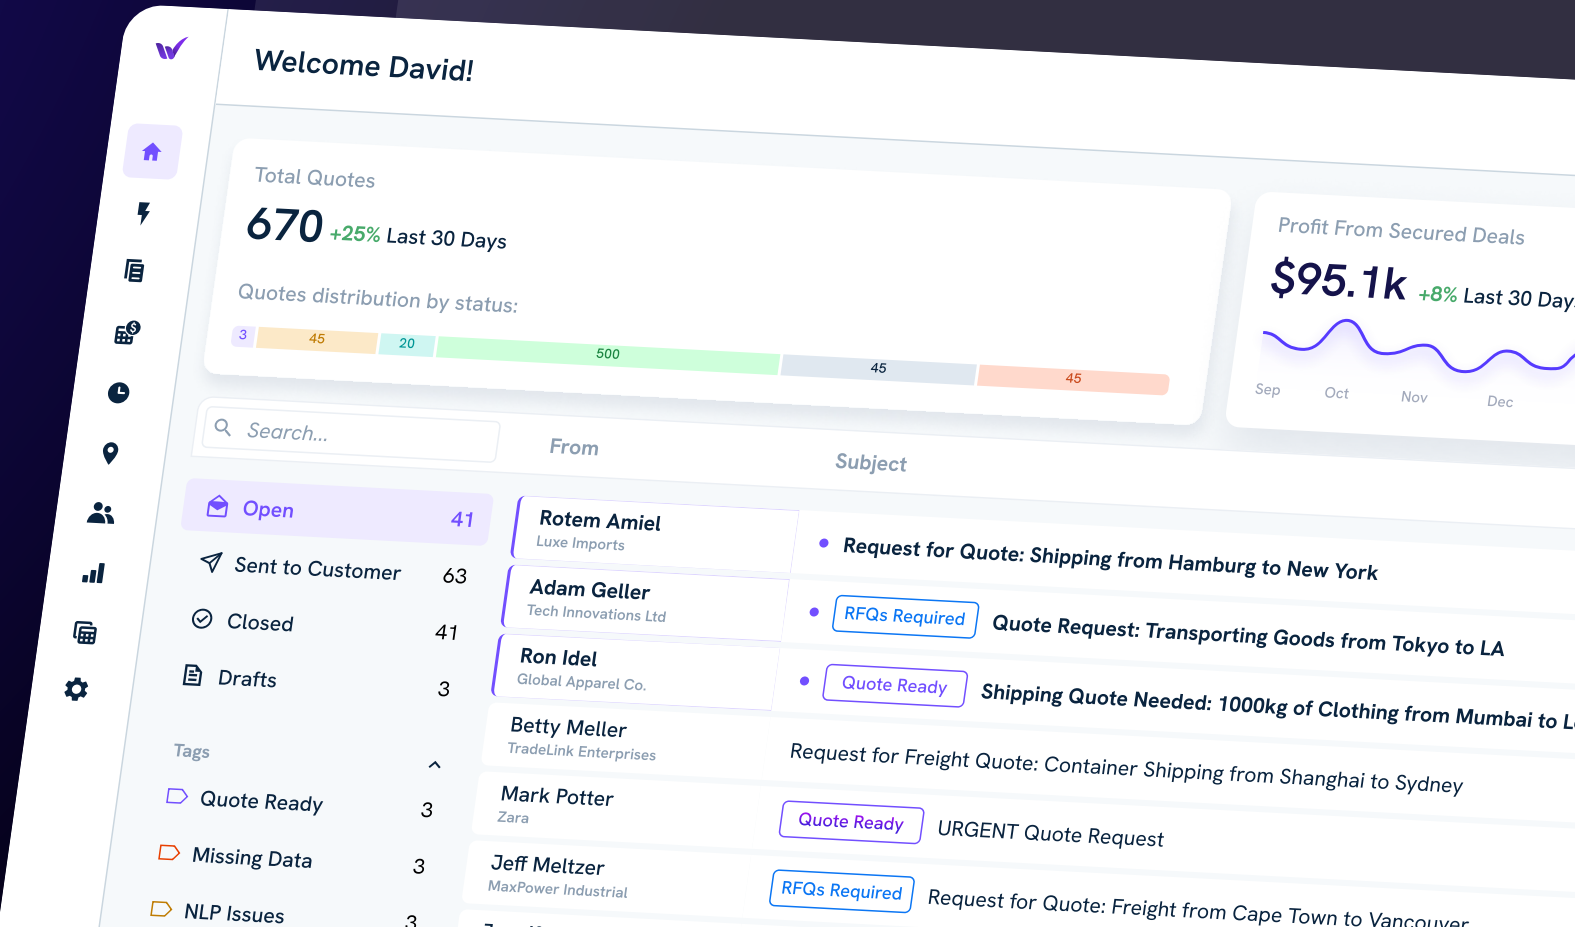 Welcome David!
Total Quotes
670 +25% Last 30 Days
Quotes distribution by status:
3 45 20 500 45 45
Profit From Secured Deals
$95.1k +8% Last 30
Sep Oct Nov Dec
Search...
From Subject
Open 41
Sent to Customer 63
Closed 41
Drafts 3
Tags
Quote Ready 3
Missing Data 3
NLP Issues 3
Rotem Amiel
Luxe Imports
Request for Quote: Shipping from Hamburg to New York
Adam Geller
Tech Innovations Ltd
RFQs Required Quote Request: Transporting Goods from Tokyo to LA
Ron Idel
Global Apparel Co.
Quote Ready Shipping Quote Needed: 1000kg of Clothing from Mumbai to
Betty Meller
TradeLink Enterprises
Request for Freight Quote: Container Shipping from Shanghai to Sydney
Mark Potter
Zara
Quote Ready URGENT Quote Request
Jeff Meltzer
MaxPower Industrial
RFQs Required Request for Quote: Freight from Cape Town to Vancouver